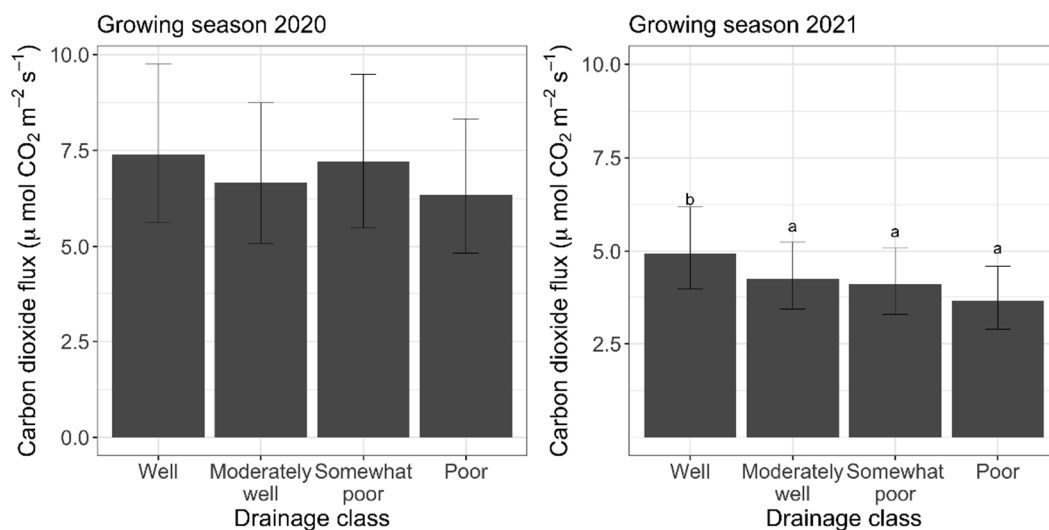 Growing season 2020
Carbon dioxide flux (μ mol CO₂ m⁻² s⁻¹)
10.0
7.5
5.0
2.5
0.0
Well
Moderately well
Somewhat poor
Poor
Drainage class
Growing season 2021
Carbon dioxide flux (μ mol CO₂ m⁻² s⁻¹)
10.0
7.5
5.0
2.5
b
a
a
a
Well
Moderately well
Somewhat poor
Poor
Drainage class